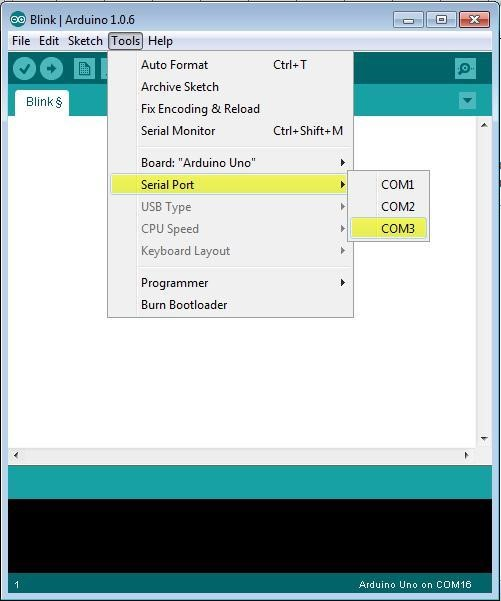 Blink | Arduino 1.0.6
File Edit Sketch Tools Help
Auto Format Ctrl+T
Archive Sketch
Fix Encoding & Reload
Serial Monitor Ctrl+Shift+M
Blink §
Board: "Arduino Uno"
Serial Port
COM1
USB Type
COM2
CPU Speed
COM3
Keyboard Layout
Programmer
Burn Bootloader
1 Arduino Uno on COM16